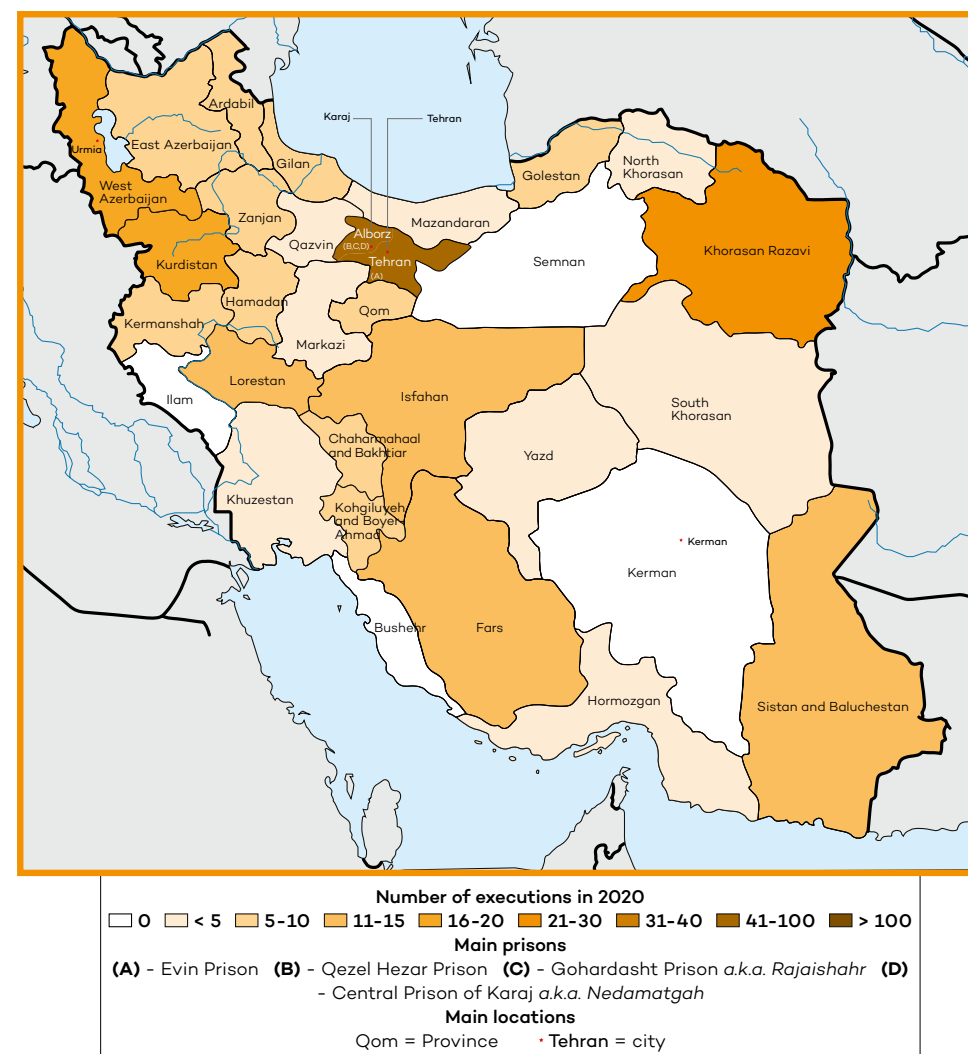 Ardabil
Karaj
Tehran
Urmia
East Azerbaijan
Gilan
Golestan
North
Khorasan
West
Azerbaijan
Zanjan
Mazandaran
Qazvin
Alborz
(B,C,D)
Tehran
(A)
Semnan
Khorasan Razavi
Kurdistan
Hamadan
Qom
Kermanshah
Markazi
Lorestan
Ilam
Isfahan
South
Khorasan
Chaharmahaal
and Bakhtiar
Yazd
Khuzestan
Kohgiluyeh
and Boyer-
Ahmad
Kerman
Kerman
Bushehr
Fars
Hormozgan
Sistan and Baluchestan
Number of executions in 2020
0 < 5 5-10 11-15 16-20 21-30 31-40 41-100 > 100
Main prisons
(A) - Evin Prison (B) - Qezel Hezar Prison (C) - Gohardasht Prison a.k.a. Rajaishahr (D)
- Central Prison of Karaj a.k.a. Nedamatgah
Main locations
Qom = Province * Tehran = city